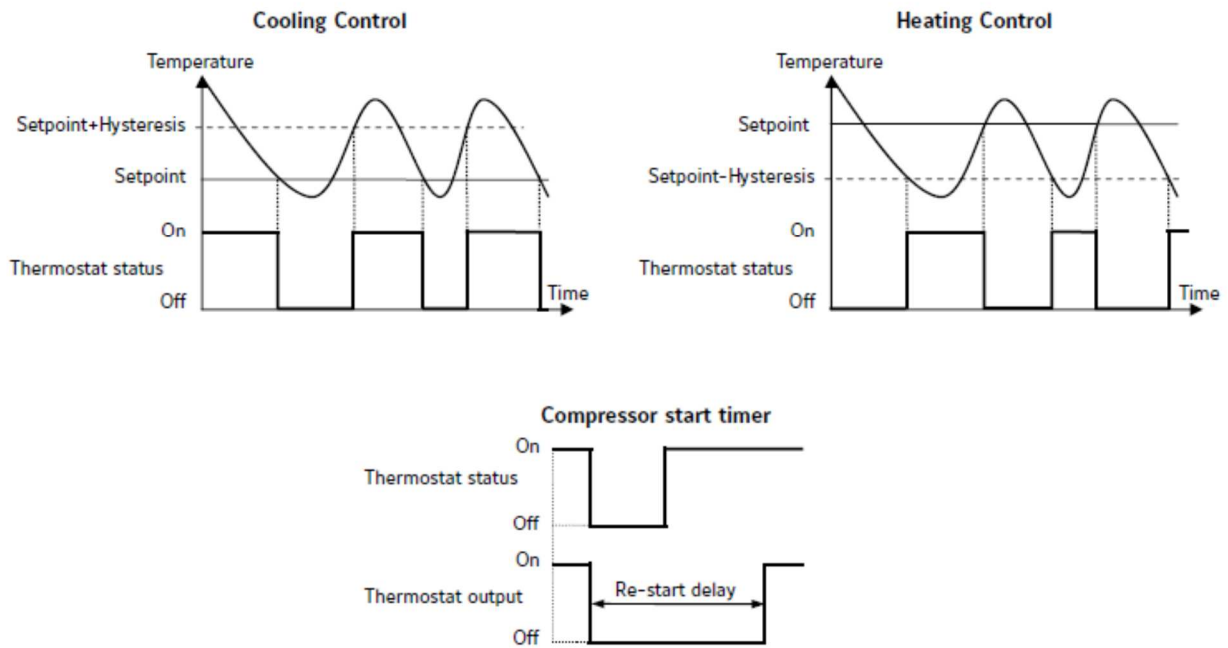 Cooling Control
Temperature
Setpoint+Hysteresis
Setpoint
On
Thermostat status
Off
Time
Heating Control
Temperature
Setpoint
Setpoint-Hysteresis
On
Thermostat status
Off
Time
Compressor start timer
On
Thermostat status
Off
On
Re-start delay
Thermostat output
Off